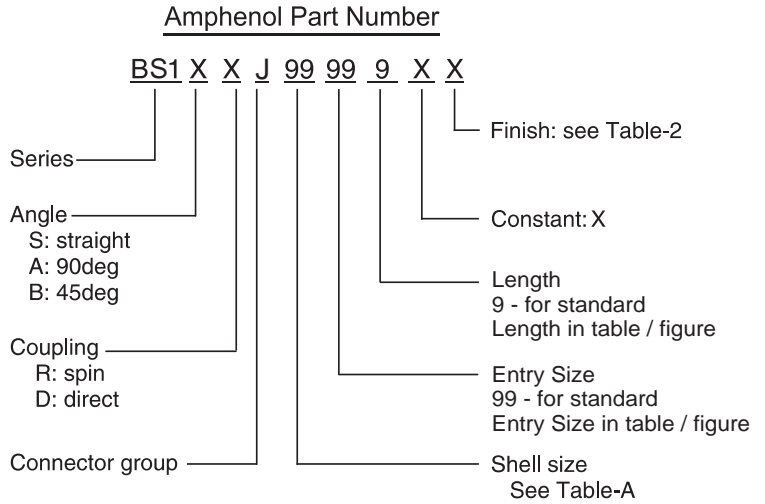 Amphenol Part Number
BS1 X X J 99 99 9 X X
Series
Angle
S: straight
A: 90deg
B: 45deg
Coupling
R: spin
D: direct
Connector group
Finish: see Table-2
Constant: X
Length
9 - for standard
Length in table / figure
Entry Size
99 - for standard
Entry Size in table / figure
Shell size
See Table-A